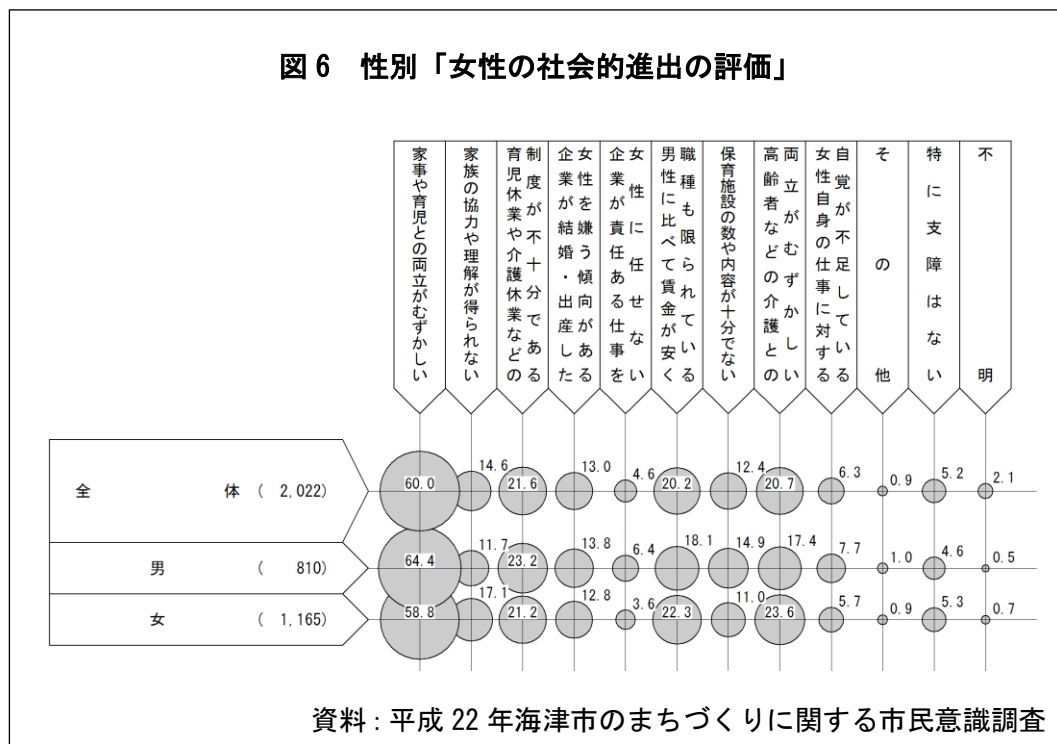 図6 性別「女性の社会的進出の評価」
家事や育児との両立がむずかしい
家族の協力や理解が得られない
育児休業や介護休業などの
制度が不十分である
企業が結婚・出産した
女性を嫌う傾向がある
企業が責任ある仕事を
女性に任せない
男性に比べて賃金が安く
職種も限られている
保育施設の数や内容が十分でない
高齢者などの介護との
両立がむずかしい
女性自身の仕事に対する
自覚が不足している
その他
特に支障はない
不明
全体 ( 2,022) 60.0 14.6 21.6 13.0 4.6 20.2 12.4 20.7 6.3 0.9 5.2 2.1
男 ( 810) 64.4 11.7 23.2 13.8 6.4 18.1 14.9 17.4 7.7 1.0 4.6 0.5
女 ( 1,165) 58.8 17.1 21.2 12.8 3.6 22.3 11.0 23.6 5.7 0.9 5.3 0.7
資料:平成22年海津市のまちづくりに関する市民意識調査